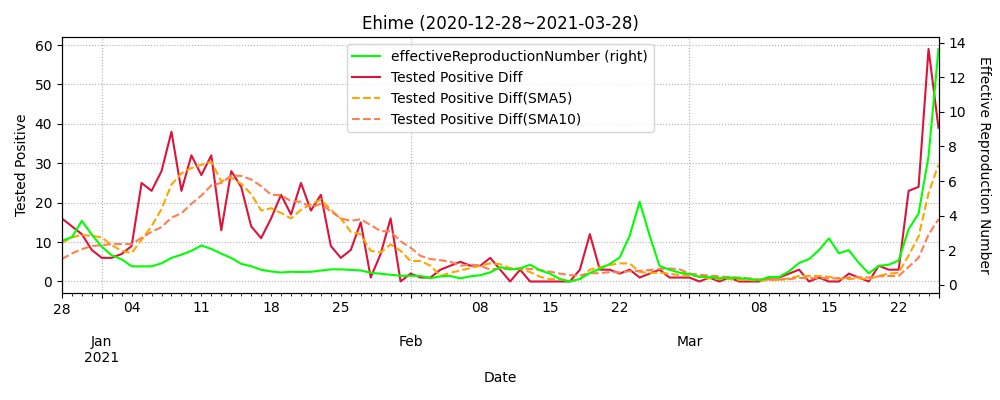 Ehime (2020-12-28~2021-03-28)
effectiveReproductionNumber (right)
Tested Positive Diff
Tested Positive Diff(SMA5)
Tested Positive Diff(SMA10)
Tested Positive
60
50
40
30
20
10
0
14
12
10
8
6
4
2
0
Effective Reproduction Number
28 04 11 18 25 08 15 22 08 15 22
Jan Feb Mar
2021
Date